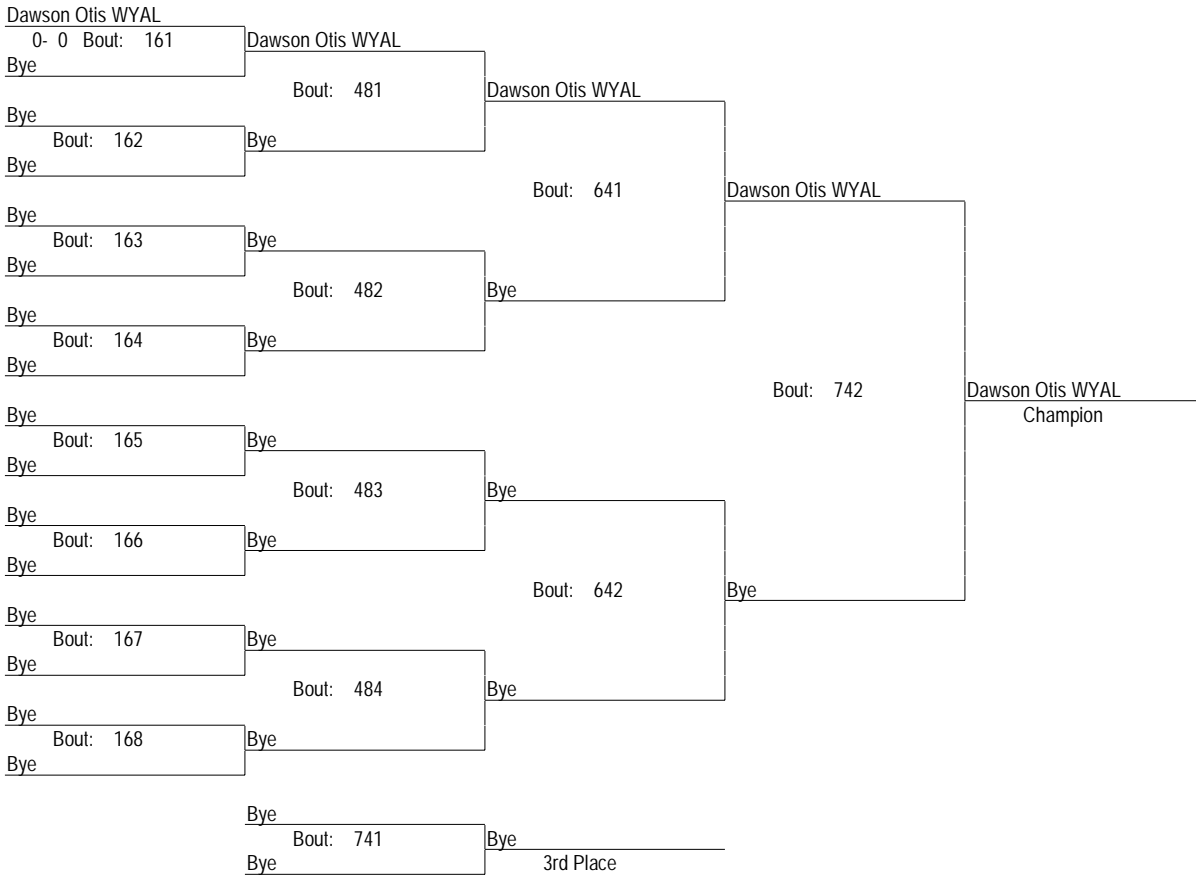 Dawson Otis WYAL
0- 0 Bout: 161 Dawson Otis WYAL
Bye
Bout: 481 Dawson Otis WYAL
Bye
Bout: 162 Bye
Bye
Bout: 641 Dawson Otis WYAL
Bye
Bout: 163 Bye
Bye
Bout: 482 Bye
Bye
Bout: 164 Bye
Bye
Bout: 742 Dawson Otis WYAL
Bye Champion
Bout: 165 Bye
Bye
Bout: 483 Bye
Bye
Bout: 166 Bye
Bye
Bout: 642 Bye
Bye
Bout: 167 Bye
Bye
Bout: 484 Bye
Bye
Bout: 168 Bye
Bye
Bye
Bout: 741 Bye
Bye 3rd Place